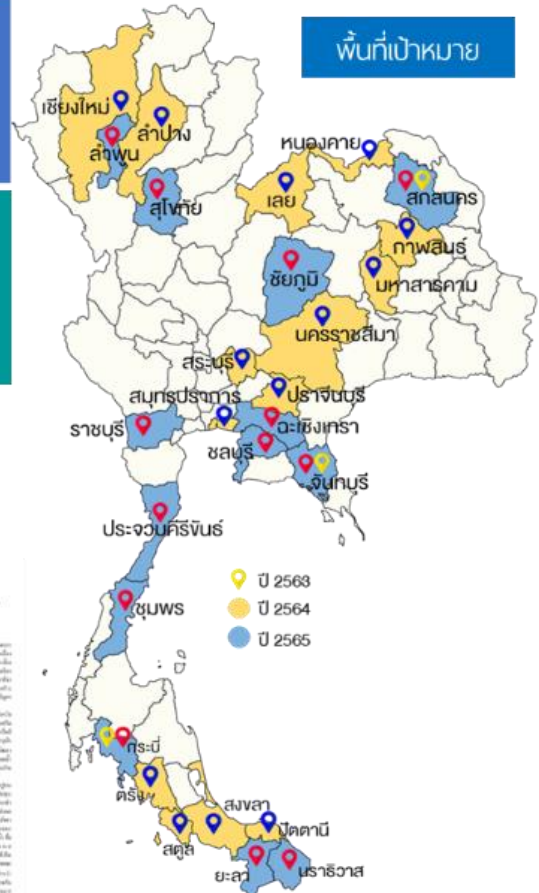 พื้นที่เป้าหมาย
เชียงใหม่
ลำปาง
ลำพูน
สุโขทัย
หนองคาย
เลย
สกลนคร
กาฬสินธุ์
มหาสารคาม
ชัยภูมิ
นครราชสีมา
สระบุรี
ปราจีนบุรี
สมุทรปราการ
ฉะเชิงเทรา
ราชบุรี
ชลบุรี
จันทบุรี
ประจวบคีรีขันธ์
ชุมพร
ปี 2563
ปี 2564
ปี 2565
กระบี่
ตรัง
สงขลา
สตูล
ปัตตานี
ยะลา
นราธิวาส